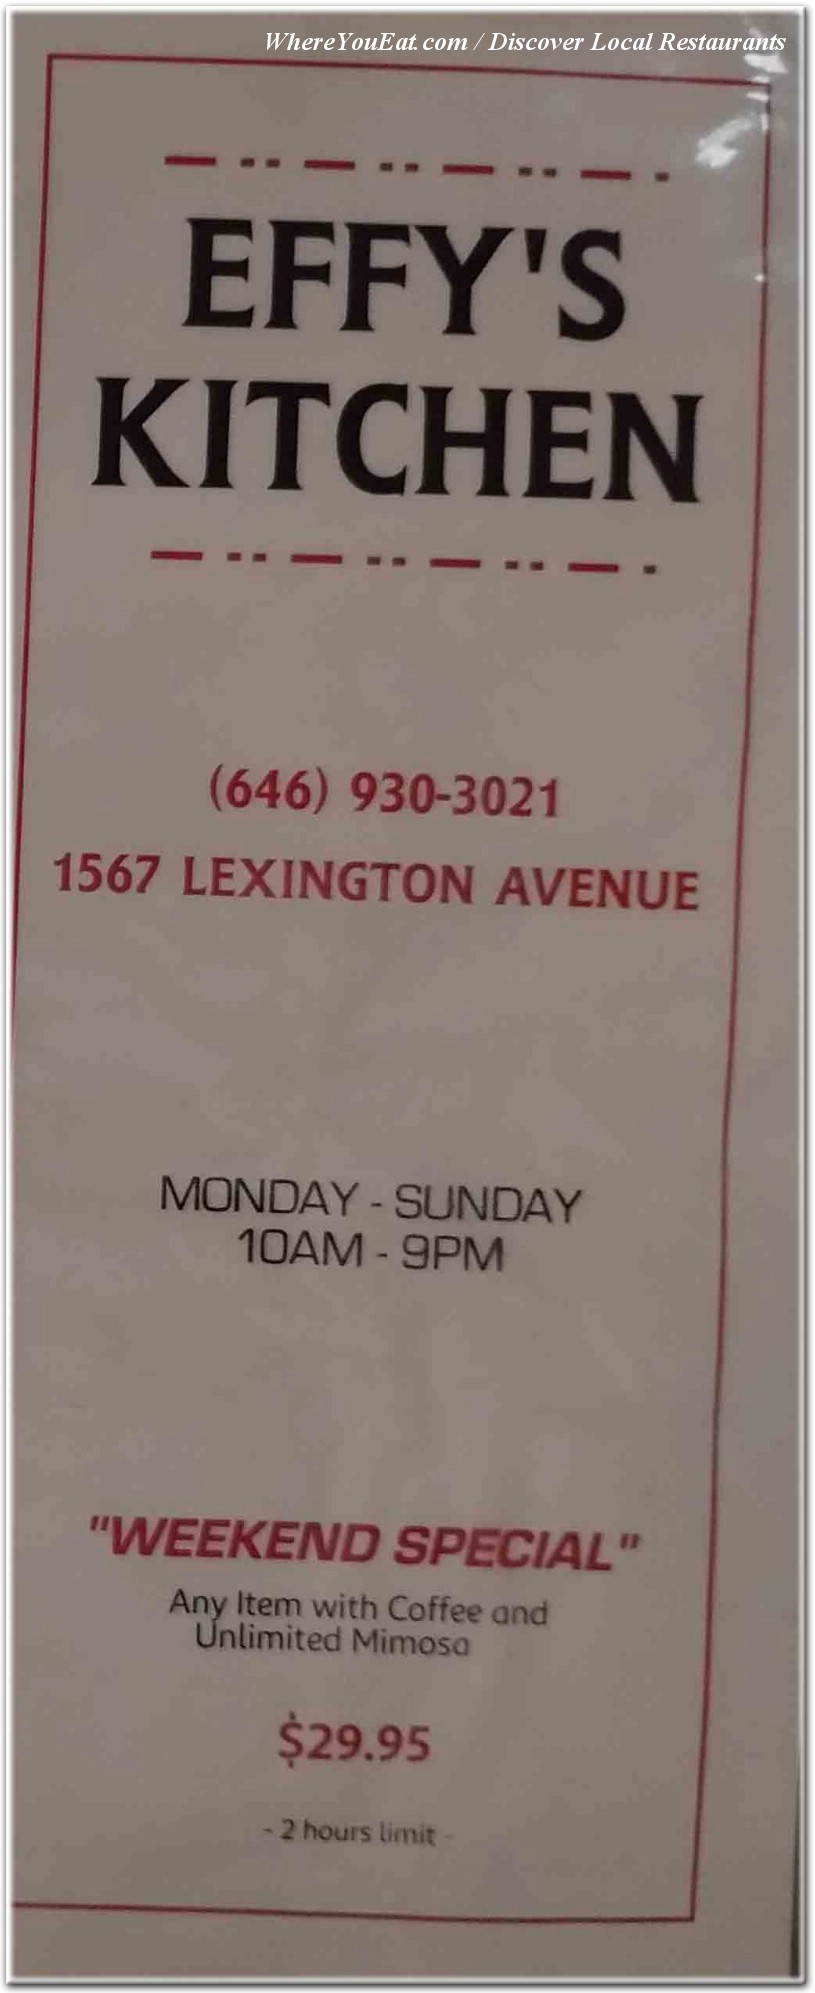 WhereYouEat.com / Discover Local Restaurants
EFFY'S
KITCHEN
(646) 930-3021
1567 LEXINGTON AVENUE
MONDAY - SUNDAY
10AM - 9PM
"WEEKEND SPECIAL"
Any Item with Coffee and
Unlimited Mimosa
$29.95
- 2 hours limit -